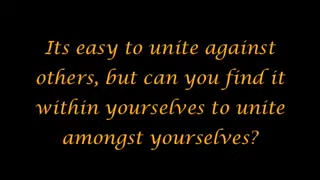 Its easy to unite against
others, but can you find it
within yourselves to unite
amongst yourselves?